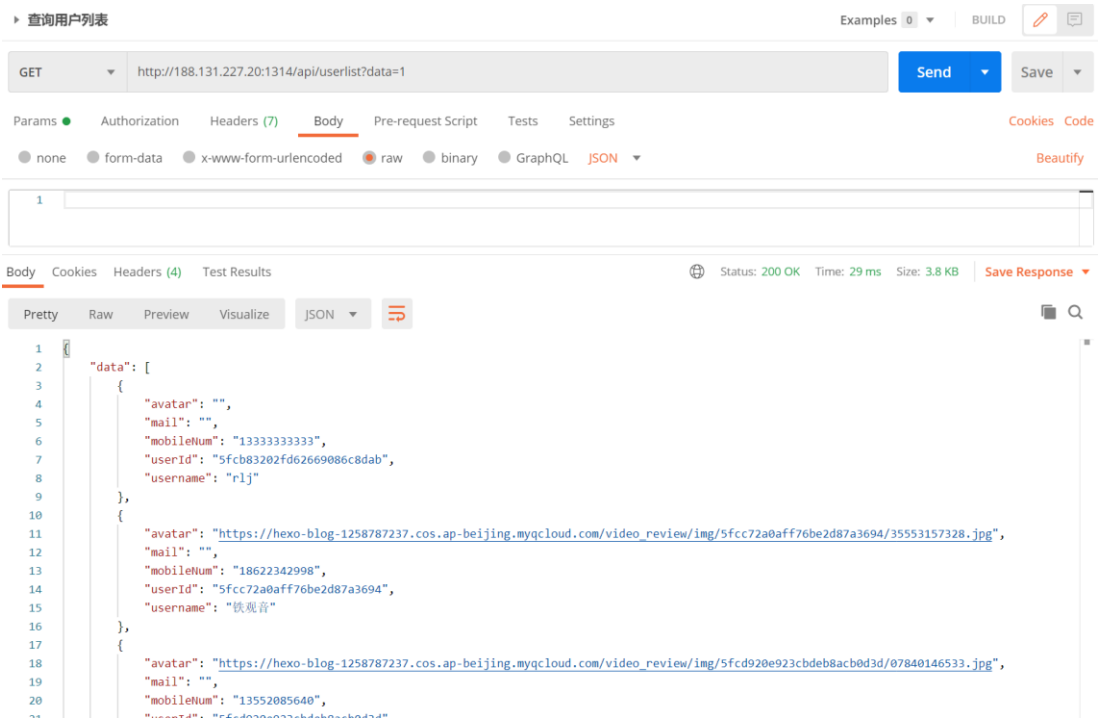 查询用户列表 Examples 0 BUILD
GET http://188.131.227.20:1314/api/userlist?data=1 Send Save
Params Authorization Headers (7) Body Pre-request Script Tests Settings Cookies Code
none form-data x-www-form-urlencoded raw binary GraphQL JSON Beautify
1
Body Cookies Headers (4) Test Results Status: 200 OK Time: 29 ms Size: 3.8 KB Save Response
Pretty Raw Preview Visualize JSON
1 {
2 "data": [
3 {
4 "avatar": "",
5 "mail": "",
6 "mobileNum": "13333333333",
7 "userId": "5fcb83202fd62669086c8dab",
8 "username": "rlj"
9 },
10 {
11 "avatar": "https://hexo-blog-1258787237.cos.ap-beijing.myqcloud.com/video_review/img/5fcc72a0aff76be2d87a3694/35553157328.jpg",
12 "mail": "",
13 "mobileNum": "18622342998",
14 "userId": "5fcc72a0aff76be2d87a3694",
15 "username": "铁观音"
16 },
17 {
18 "avatar": "https://hexo-blog-1258787237.cos.ap-beijing.myqcloud.com/video_review/img/5fcd920e923cbdeb8acb0d3d/07840146533.jpg",
19 "mail": "",
20 "mobileNum": "13552085640",
21 "userId": "5fcd920e923cbdeb8acb0d3d",